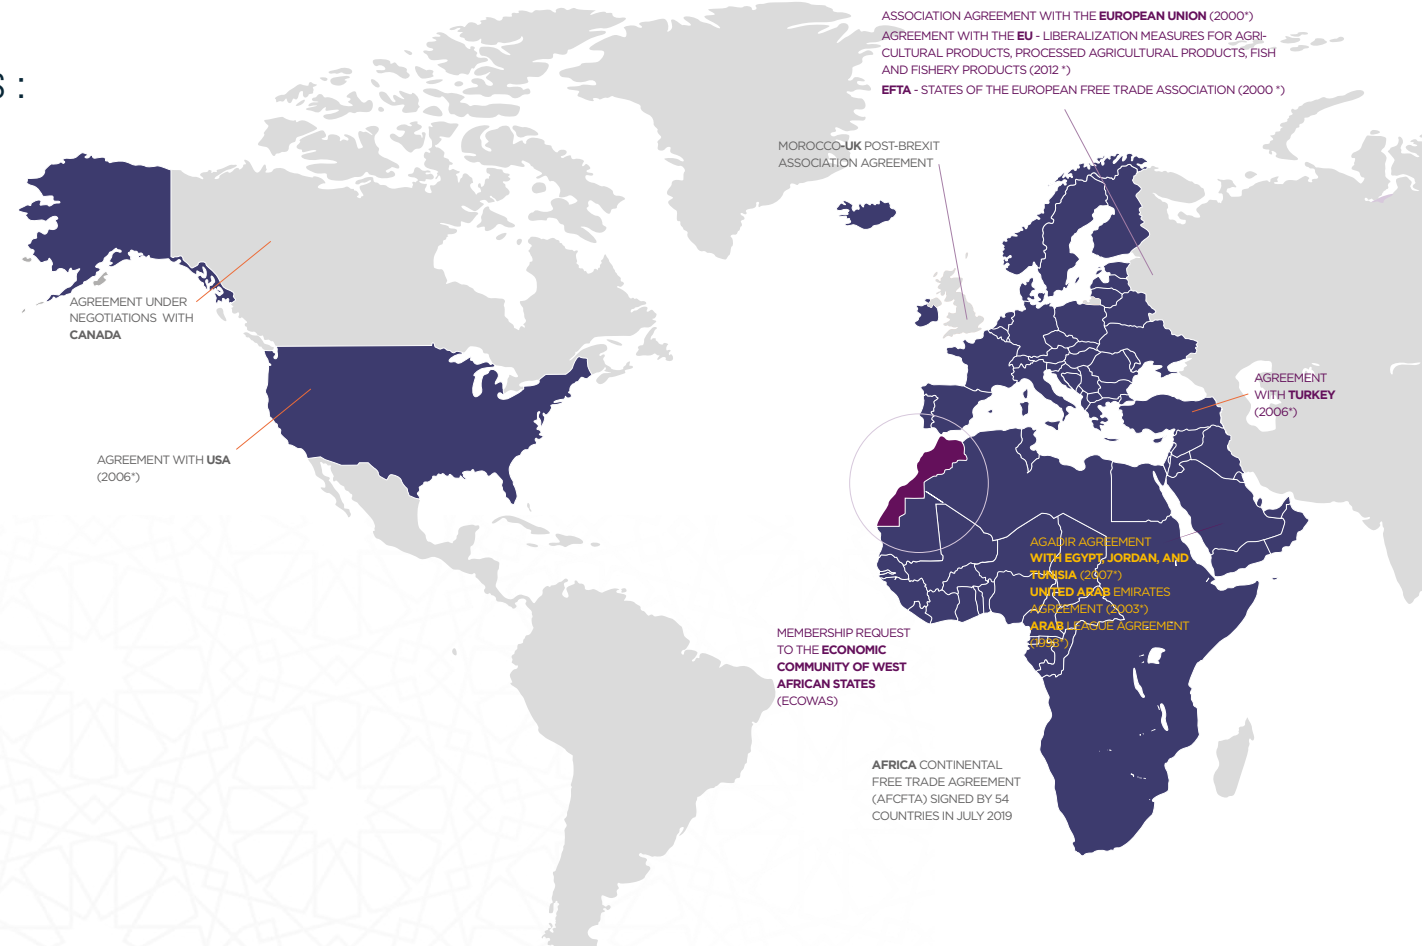 S :
ASSOCIATION AGREEMENT WITH THE EUROPEAN UNION (2000*)
AGREEMENT WITH THE EU - LIBERALIZATION MEASURES FOR AGRI-
CULTURAL PRODUCTS, PROCESSED AGRICULTURAL PRODUCTS, FISH
AND FISHERY PRODUCTS (2012 *)
EFTA - STATES OF THE EUROPEAN FREE TRADE ASSOCIATION (2000 *)
MOROCCO-UK POST-BREXIT
ASSOCIATION AGREEMENT
AGREEMENT UNDER
NEGOTIATIONS WITH
CANADA
AGREEMENT
WITH TURKEY
(2006*)
AGREEMENT WITH USA
(2006*)
AGADIR AGREEMENT
WITH EGYPT, JORDAN, AND
TUNISIA (2007*)
UNITED ARAB EMIRATES
AGREEMENT (2003*)
ARAB LEAGUE AGREEMENT
(1998*)
MEMBERSHIP REQUEST
TO THE ECONOMIC
COMMUNITY OF WEST
AFRICAN STATES
(ECOWAS)
AFRICA CONTINENTAL
FREE TRADE AGREEMENT
(AFCFTA) SIGNED BY 54
COUNTRIES IN JULY 2019